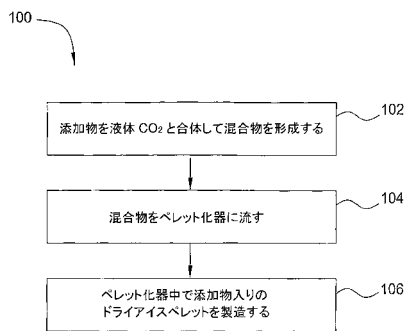 100
添加物を液体 CO2 と合体して混合物を形成する
102
混合物をペレット化器に流す
104
ペレット化器中で添加物入りの
ドライアイスペレットを製造する
106